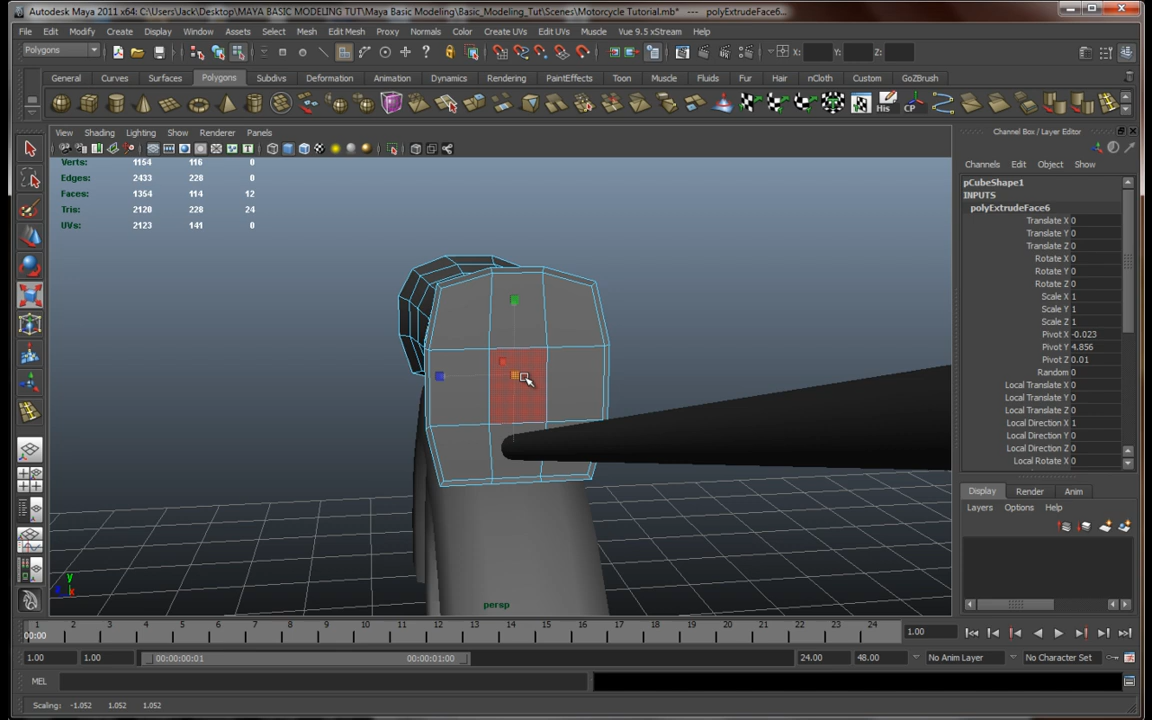 Autodesk Maya 2011 x64: C:\Users\Jack\Desktop\MAYA BASIC MODELING TUT\Maya Basic Modeling\Basic_Modeling_Tut\Scenes\Motorcycle Tutorial.mb* --- polyExtrudeFace6...
File Edit Modify Create Display Window Assets Select Mesh Edit Mesh Proxy Normals Color Create UVs Edit UVs Muscle Vue 9.5 xStream Help
Polygons X: Y: Z:
General Curves Surfaces Polygons Subdivs Deformation Animation Dynamics Rendering PaintEffects Toon Muscle Fluids Fur Hair nCloth Custom GoZBrush
His CP
View Shading Lighting Show Renderer Panels
Channel Box / Layer Editor
Channels Edit Object Show
Verts: 1154 116 0
Edges: 2433 228 0
Faces: 1354 114 12
Tris: 2120 228 24
UVs: 2123 141 0
pCubeShape1
INPUTS
polyExtrudeFace6
Translate X 0
Translate Y 0
Translate Z 0
Rotate X 0
Rotate Y 0
Rotate Z 0
Scale X 1
Scale Y 1
Scale Z 1
Pivot X -0.023
Pivot Y 4.856
Pivot Z 0.01
Random 0
Local Translate X 0
Local Translate Y 0
Local Translate Z 0
Local Direction X 1
Local Direction Y 0
Local Direction Z 0
Local Rotate X 0
Display Render Anim
Layers Options Help
y
z x
persp
1 2 3 4 5 6 7 8 9 10 11 12 13 14 15 16 17 18 19 20 21 22 23 24
00:00 1.00
1.00 1.00 00:00:00:01 00:00:01:00 24.00 48.00 No Anim Layer No Character Set
MEL
Scaling: -1.052 1.052 1.052